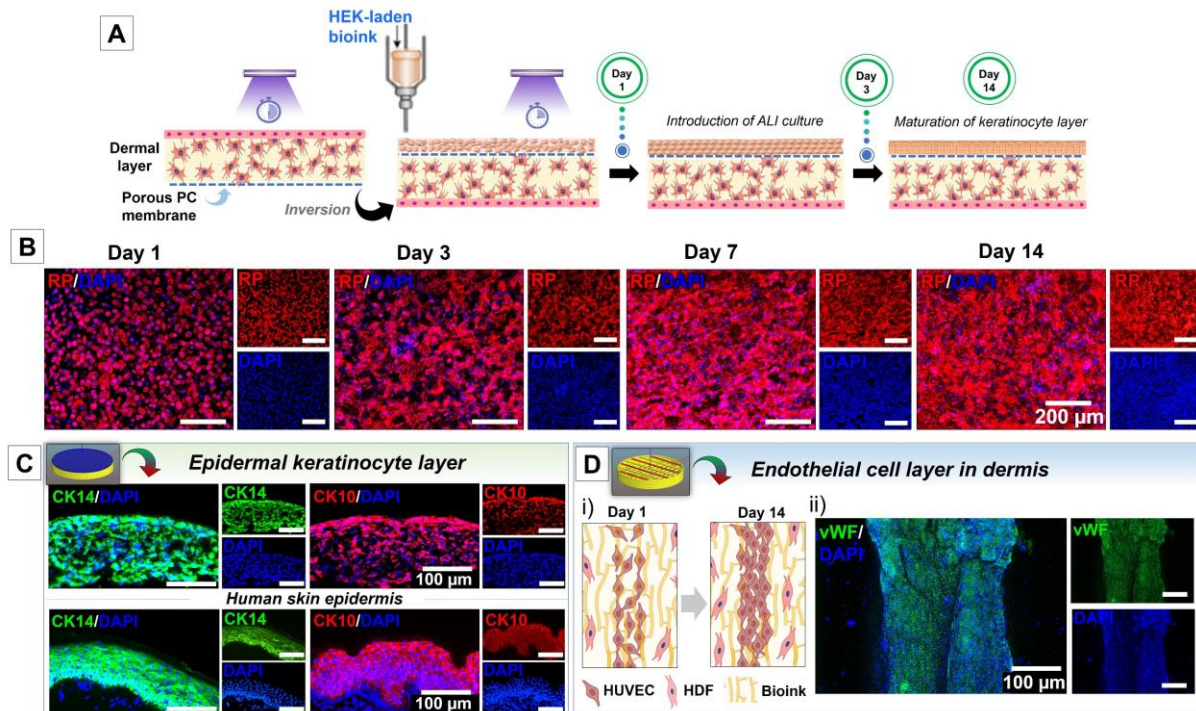 A
HEK-laden
bioink
Dermal
layer
Porous PC
membrane
Inversion
Day
1
Introduction of ALI culture
Day
3
Day
14
Maturation of keratinocyte layer
B
Day 1
Day 3
Day 7
Day 14
RP/DAPI
RP
DAPI
RP/DAPI
RP
DAPI
RP/DAPI
RP
DAPI
RP/DAPI
200 µm
RP
DAPI
C
Epidermal keratinocyte layer
CK14/DAPI
CK14
DAPI
CK10/DAPI
100 µm
CK10
DAPI
Human skin epidermis
CK14/DAPI
CK14
DAPI
CK10/DAPI
100 µm
CK10
DAPI
D
Endothelial cell layer in dermis
i)
Day 1
Day 14
HUVEC
HDF
Bioink
ii)
vWF/
DAPI
100 µm
vWF
DAPI